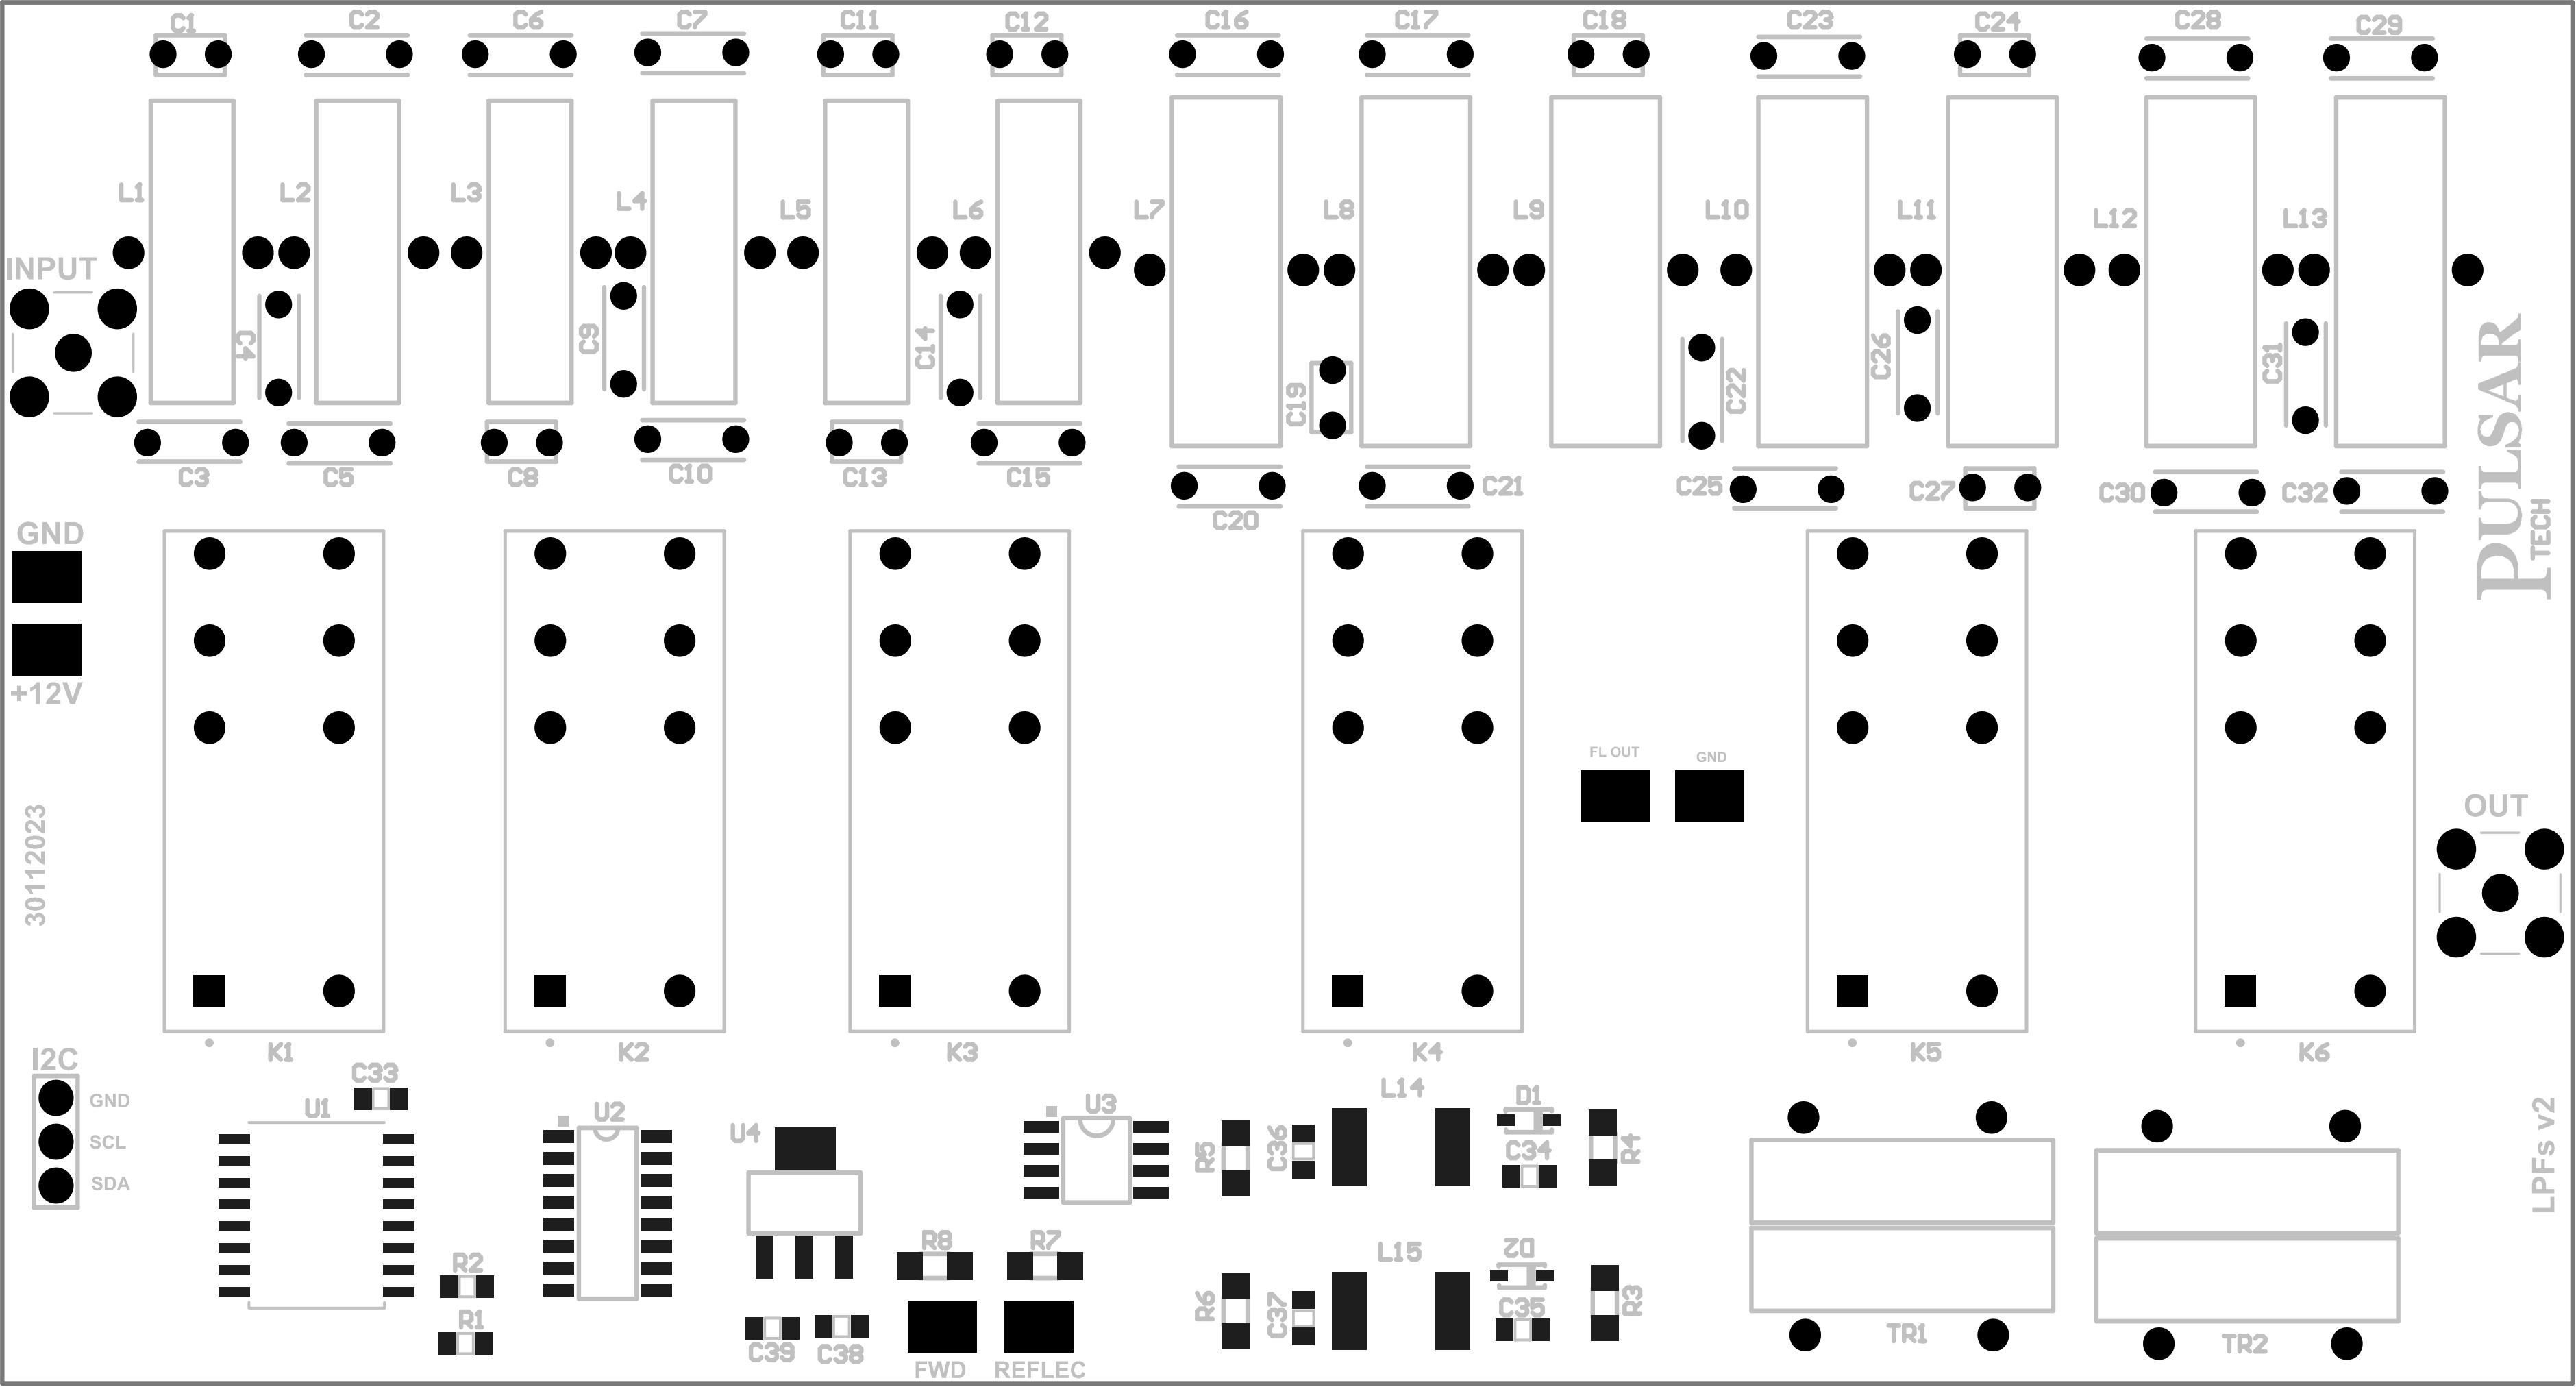 C1 C2 C6 C7 C11 C12 C16 C17 C18 C23 C24 C28 C29
L1 L2 L3 L4 L5 L6 L7 L8 L9 L10 L11 L12 L13
INPUT
C4 C9 C14 C19 C22 C26 C31
PULSAR
TECH
C3 C5 C8 C10 C13 C15 C20 C21 C25 C27 C30 C32
GND
+12V
FL OUT GND
OUT
30112023
K1 K2 K3 K4 K5 K6
I2C
GND
SCL
SDA
C33
U1 U2 U4 U3
R5 C36 L14 D1 C34 R4
LPFs v2
R2 R8 R7 L15 D2
R1 R6 C37 C35 R3
C39 C38
TR1 TR2
FWD REFLEC